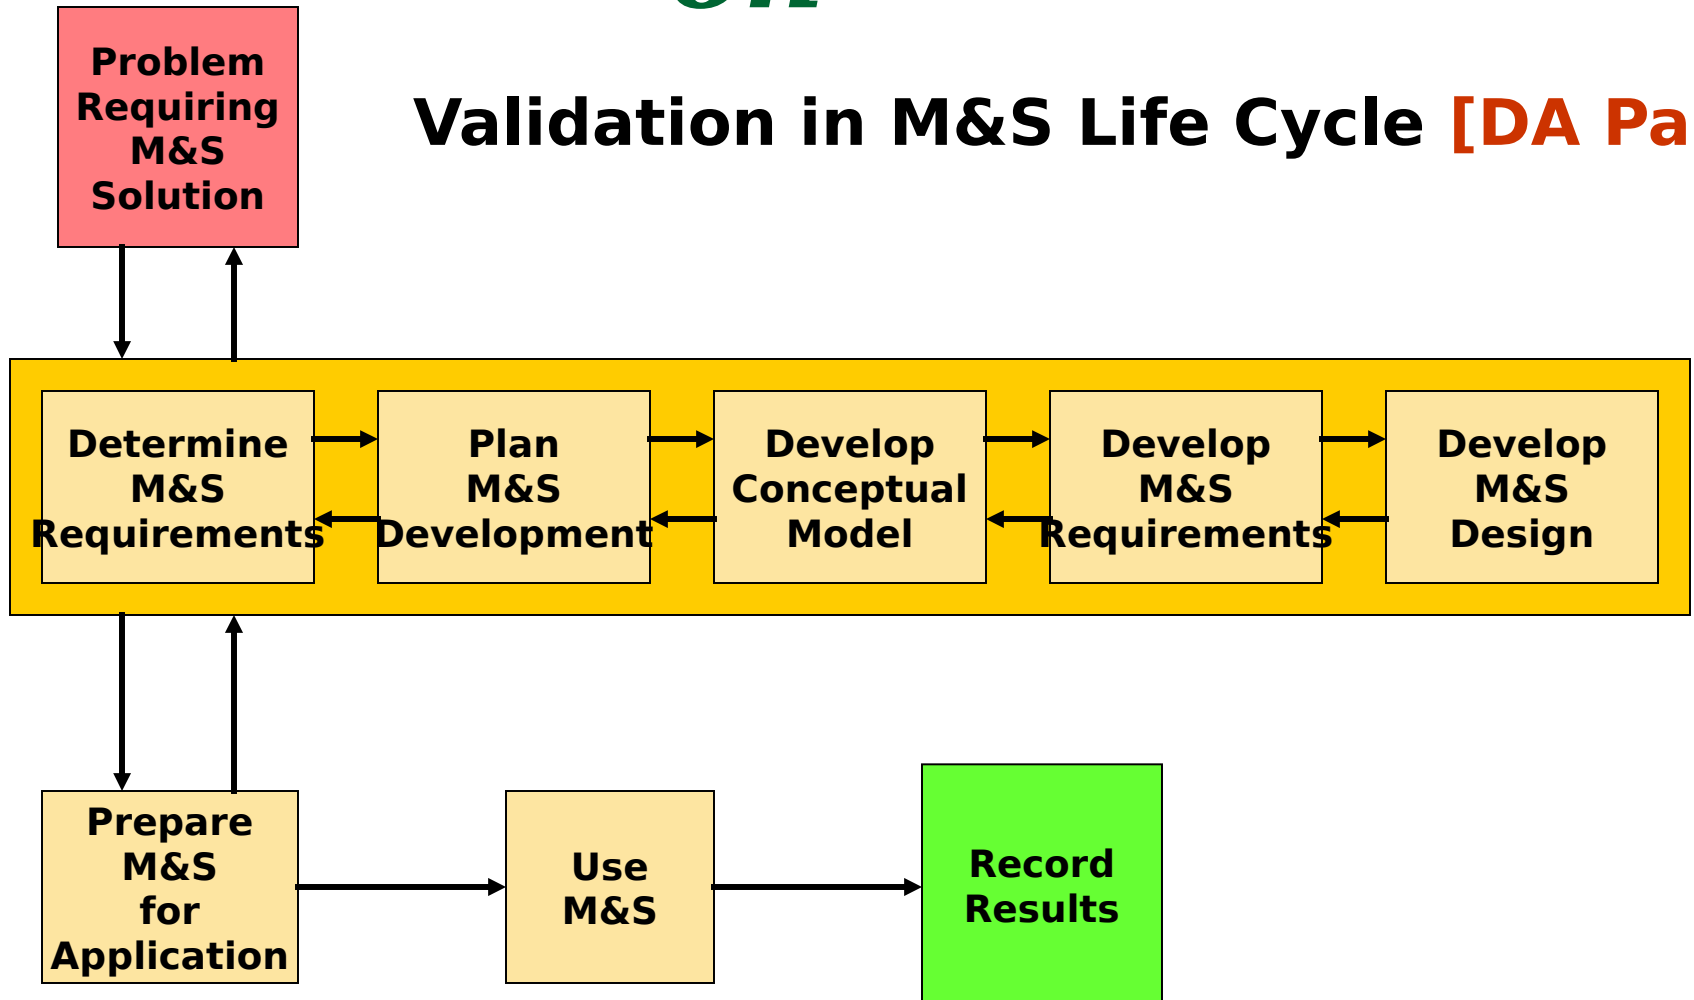 Problem
Requiring
M&S
Solution
Validation in M&S Life Cycle [DA Pa
Determine
M&S
Requirements
Plan
M&S
Development
Develop
Conceptual
Model
Develop
M&S
Requirements
Develop
M&S
Design
Prepare
M&S
for
Application
Use
M&S
Record
Results